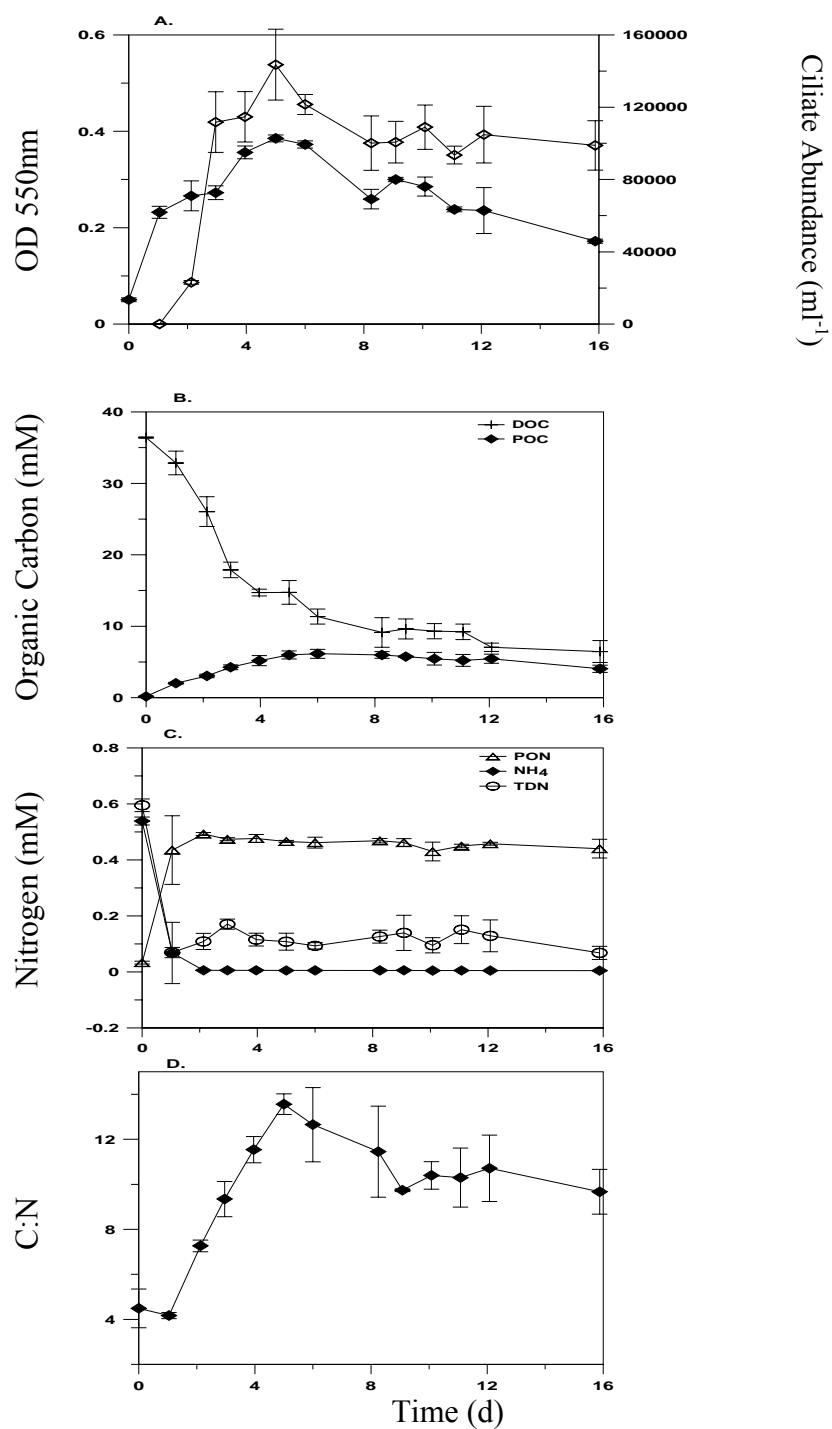 A.
0.6
0.4
0.2
0
160000
120000
80000
40000
0
0 4 8 12 16
OD 550nm
Ciliate Abundance (ml-1)
B.
40
30
20
10
0
DOC
POC
0 4 8 12 16
Organic Carbon (mM)
C.
0.8
0.6
0.4
0.2
0
-0.2
PON
NH4
TDN
0 4 8 12 16
Nitrogen (mM)
D.
12
8
4
0 4 8 12 16
C:N
Time (d)